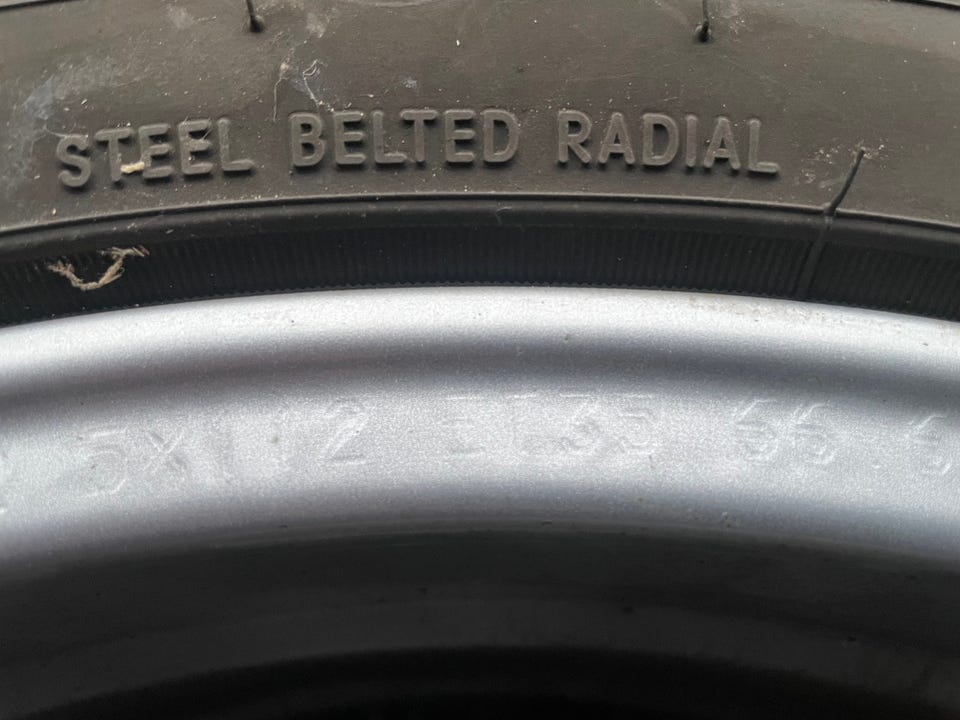 STEEL BELTED RADIAL
5x112 ET35 66.